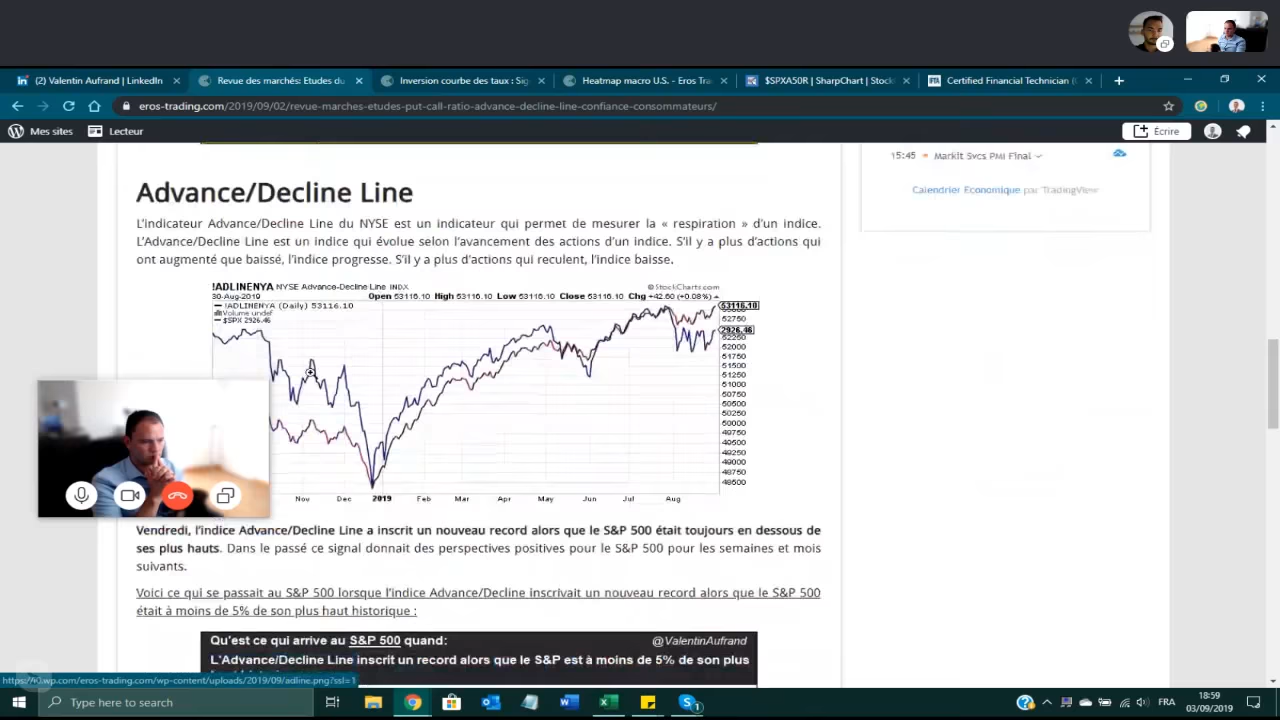 (2) Valentin Aufrand | LinkedIn
Revue des marchés: Etudes du
Inversion courbe des taux : Sig
Heatmap macro U.S. - Eros Tra
$SPXA50R | SharpChart | Stock
Certified Financial Technician (
eros-trading.com/2019/09/02/revue-marches-etudes-put-call-ratio-advance-decline-line-confiance-consommateurs/
Mes sites
Lecteur
Écrire
15:45 Markit Svcs PMI Final
Calendrier Economique par TradingView
Advance/Decline Line
L'indicateur Advance/Decline Line du NYSE est un indicateur qui permet de mesurer la « respiration » d'un indice.
L'Advance/Decline Line est un indice qui évolue selon l'avancement des actions d'un indice. S'il y a plus d'actions qui
ont augmenté que baissé, l'indice progresse. S'il y a plus d'actions qui reculent, l'indice baisse.
!ADLINENYA NYSE Advance-Decline Line INDX
© StockCharts.com
30-Aug-2019
Open 53116.10 High 53116.10 Low 53116.10 Close 53116.10 Chg +42.60 (+0.08%)
!ADLINENYA (Daily) 53116.10
Volume undef
$SPX 2926.46
53116.10
52750
2926.46
52250
52000
51750
51500
51250
51000
50750
50500
50250
50000
49750
49500
49250
49000
48750
48500
Nov Dec 2019 Feb Mar Apr May Jun Jul Aug
Vendredi, l'indice Advance/Decline Line a inscrit un nouveau record alors que le S&P 500 était toujours en dessous de
ses plus hauts. Dans le passé ce signal donnait des perspectives positives pour le S&P 500 pour les semaines et mois
suivants.
Voici ce qui se passait au S&P 500 lorsque l'indice Advance/Decline inscrivait un nouveau record alors que le S&P 500
était à moins de 5% de son plus haut historique :
Qu'est ce qui arrive au S&P 500 quand:
@ValentinAufrand
L'Advance/Decline Line inscrit un record alors que le S&P est à moins de 5% de son plus
https://i0.wp.com/eros-trading.com/wp-content/uploads/2019/09/adline.png?ssl=1
Type here to search
FRA
18:59
03/09/2019